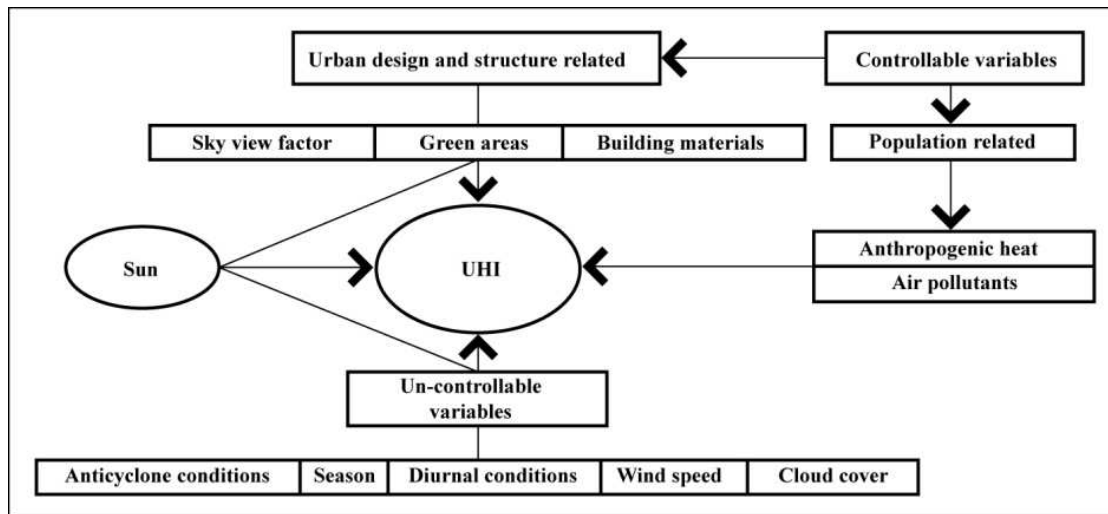 Urban design and structure related
Controllable variables
Sky view factor
Green areas
Building materials
Population related
Sun
UHI
Anthropogenic heat
Air pollutants
Un-controllable
variables
Anticyclone conditions
Season
Diurnal conditions
Wind speed
Cloud cover